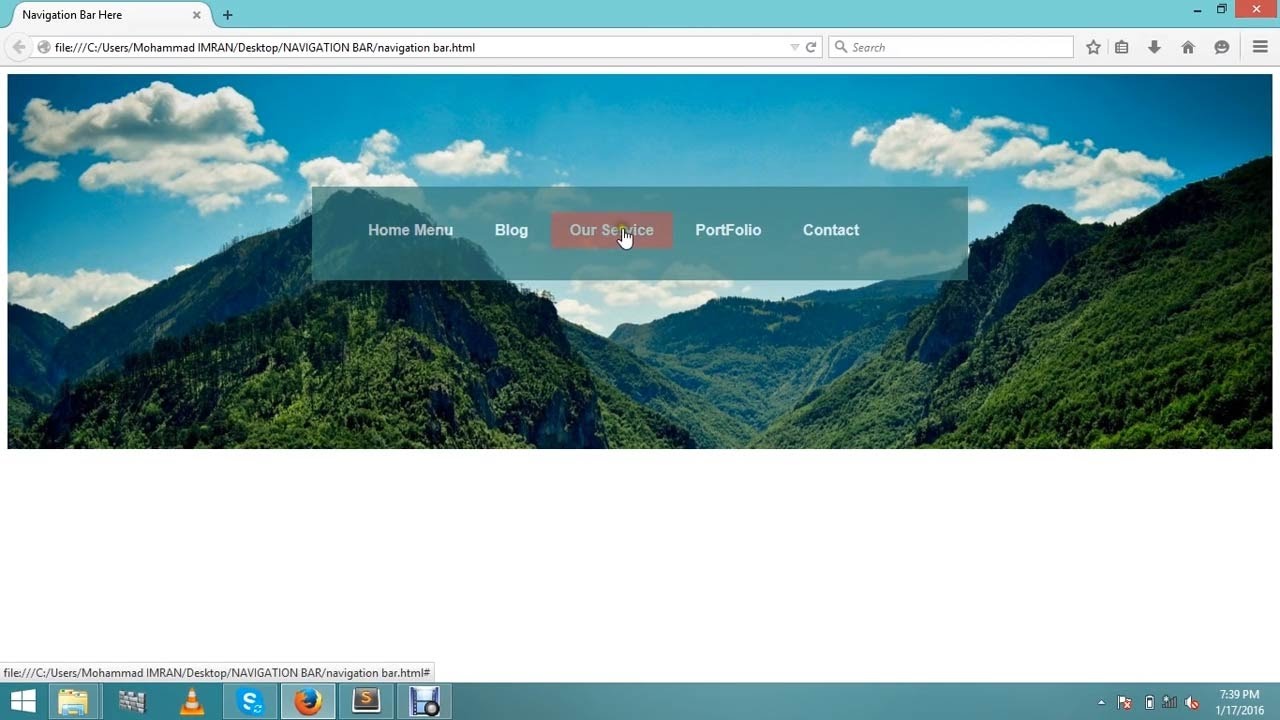 Navigation Bar Here
file:///C:/Users/Mohammad IMRAN/Desktop/NAVIGATION BAR/navigation bar.html
Search
Home Menu Blog Our Service PortFolio Contact
file:///C:/Users/Mohammad IMRAN/Desktop/NAVIGATION BAR/navigation bar.html#
7:39 PM
1/17/2016